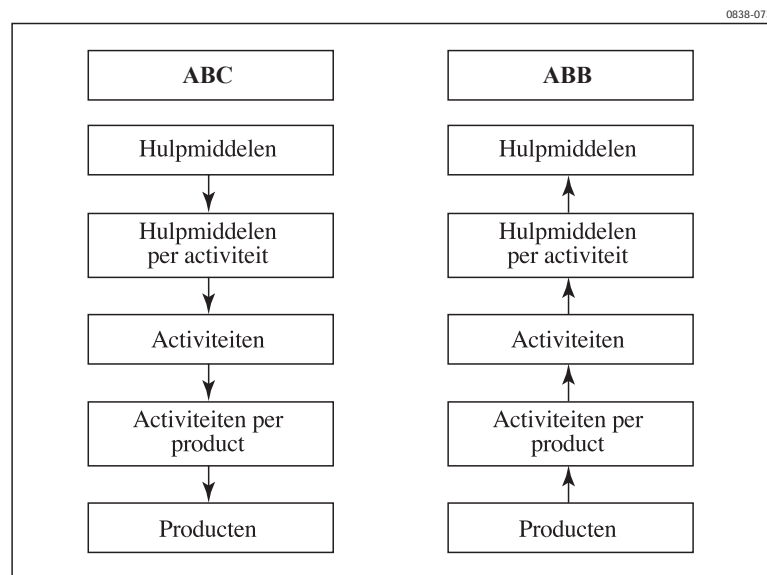 0838-07
ABC
Hulpmiddelen
Hulpmiddelen
per activiteit
Activiteiten
Activiteiten per
product
Producten
ABB
Hulpmiddelen
Hulpmiddelen
per activiteit
Activiteiten
Activiteiten per
product
Producten